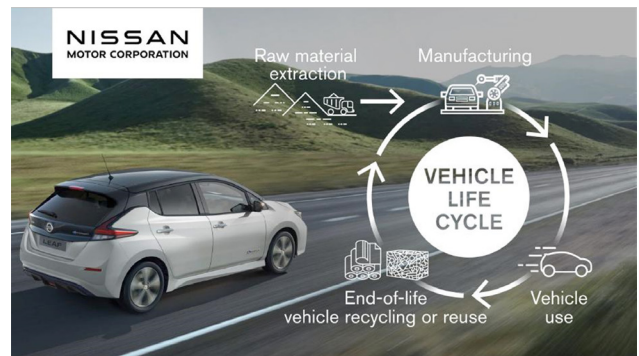 NISSAN
MOTOR CORPORATION
Raw material
extraction
Manufacturing
VEHICLE
LIFE
CYCLE
End-of-life
vehicle recycling or reuse
Vehicle
use
LEAF